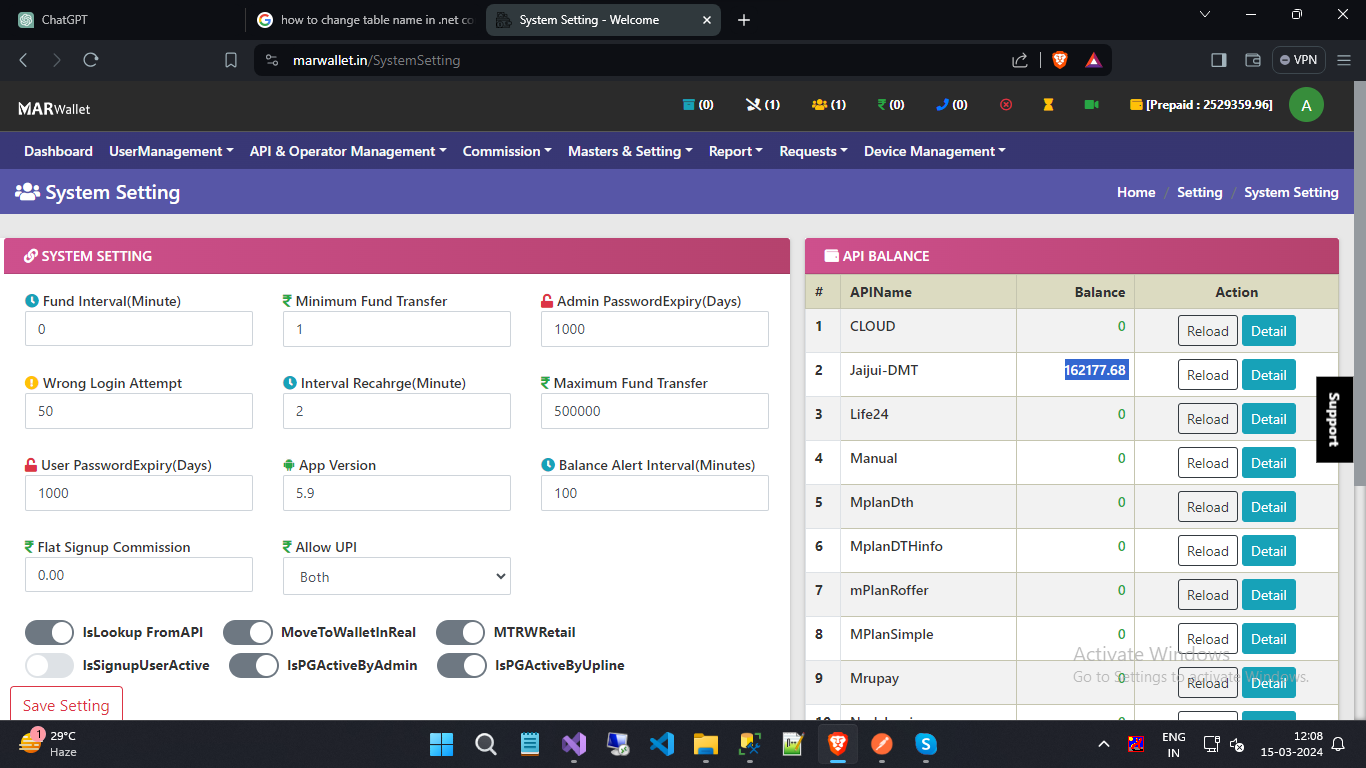 ChatGPT
how to change table name in .net co
System Setting - Welcome
marwallet.in/SystemSetting
VPN
MARWallet
(0)
(1)
(1)
(0)
(0)
[Prepaid : 2529359.96]
A
Dashboard
UserManagement
API & Operator Management
Commission
Masters & Setting
Report
Requests
Device Management
System Setting
Home / Setting / System Setting
SYSTEM SETTING
Fund Interval(Minute)
Minimum Fund Transfer
Admin PasswordExpiry(Days)
0
1
1000
Wrong Login Attempt
Interval Recahrge(Minute)
Maximum Fund Transfer
50
2
500000
User PasswordExpiry(Days)
App Version
Balance Alert Interval(Minutes)
1000
5.9
100
Flat Signup Commission
Allow UPI
0.00
Both
IsLookup FromAPI
MoveToWalletInReal
MTRWRetail
IsSignupUserActive
IsPGActiveByAdmin
IsPGActiveByUpline
Save Setting
API BALANCE
# APIName Balance Action
1 CLOUD 0 Reload Detail
2 Jaijui-DMT 162177.68 Reload Detail
3 Life24 0 Reload Detail
4 Manual 0 Reload Detail
5 MplanDth 0 Reload Detail
6 MplanDTHinfo 0 Reload Detail
7 mPlanRoffer 0 Reload Detail
8 MPlanSimple 0 Reload Detail
9 Mrupay 0 Reload Detail
Support
Activate Windows
Go to Settings to activate Windows.
1
29°C
Haze
ENG
IN
12:08
15-03-2024